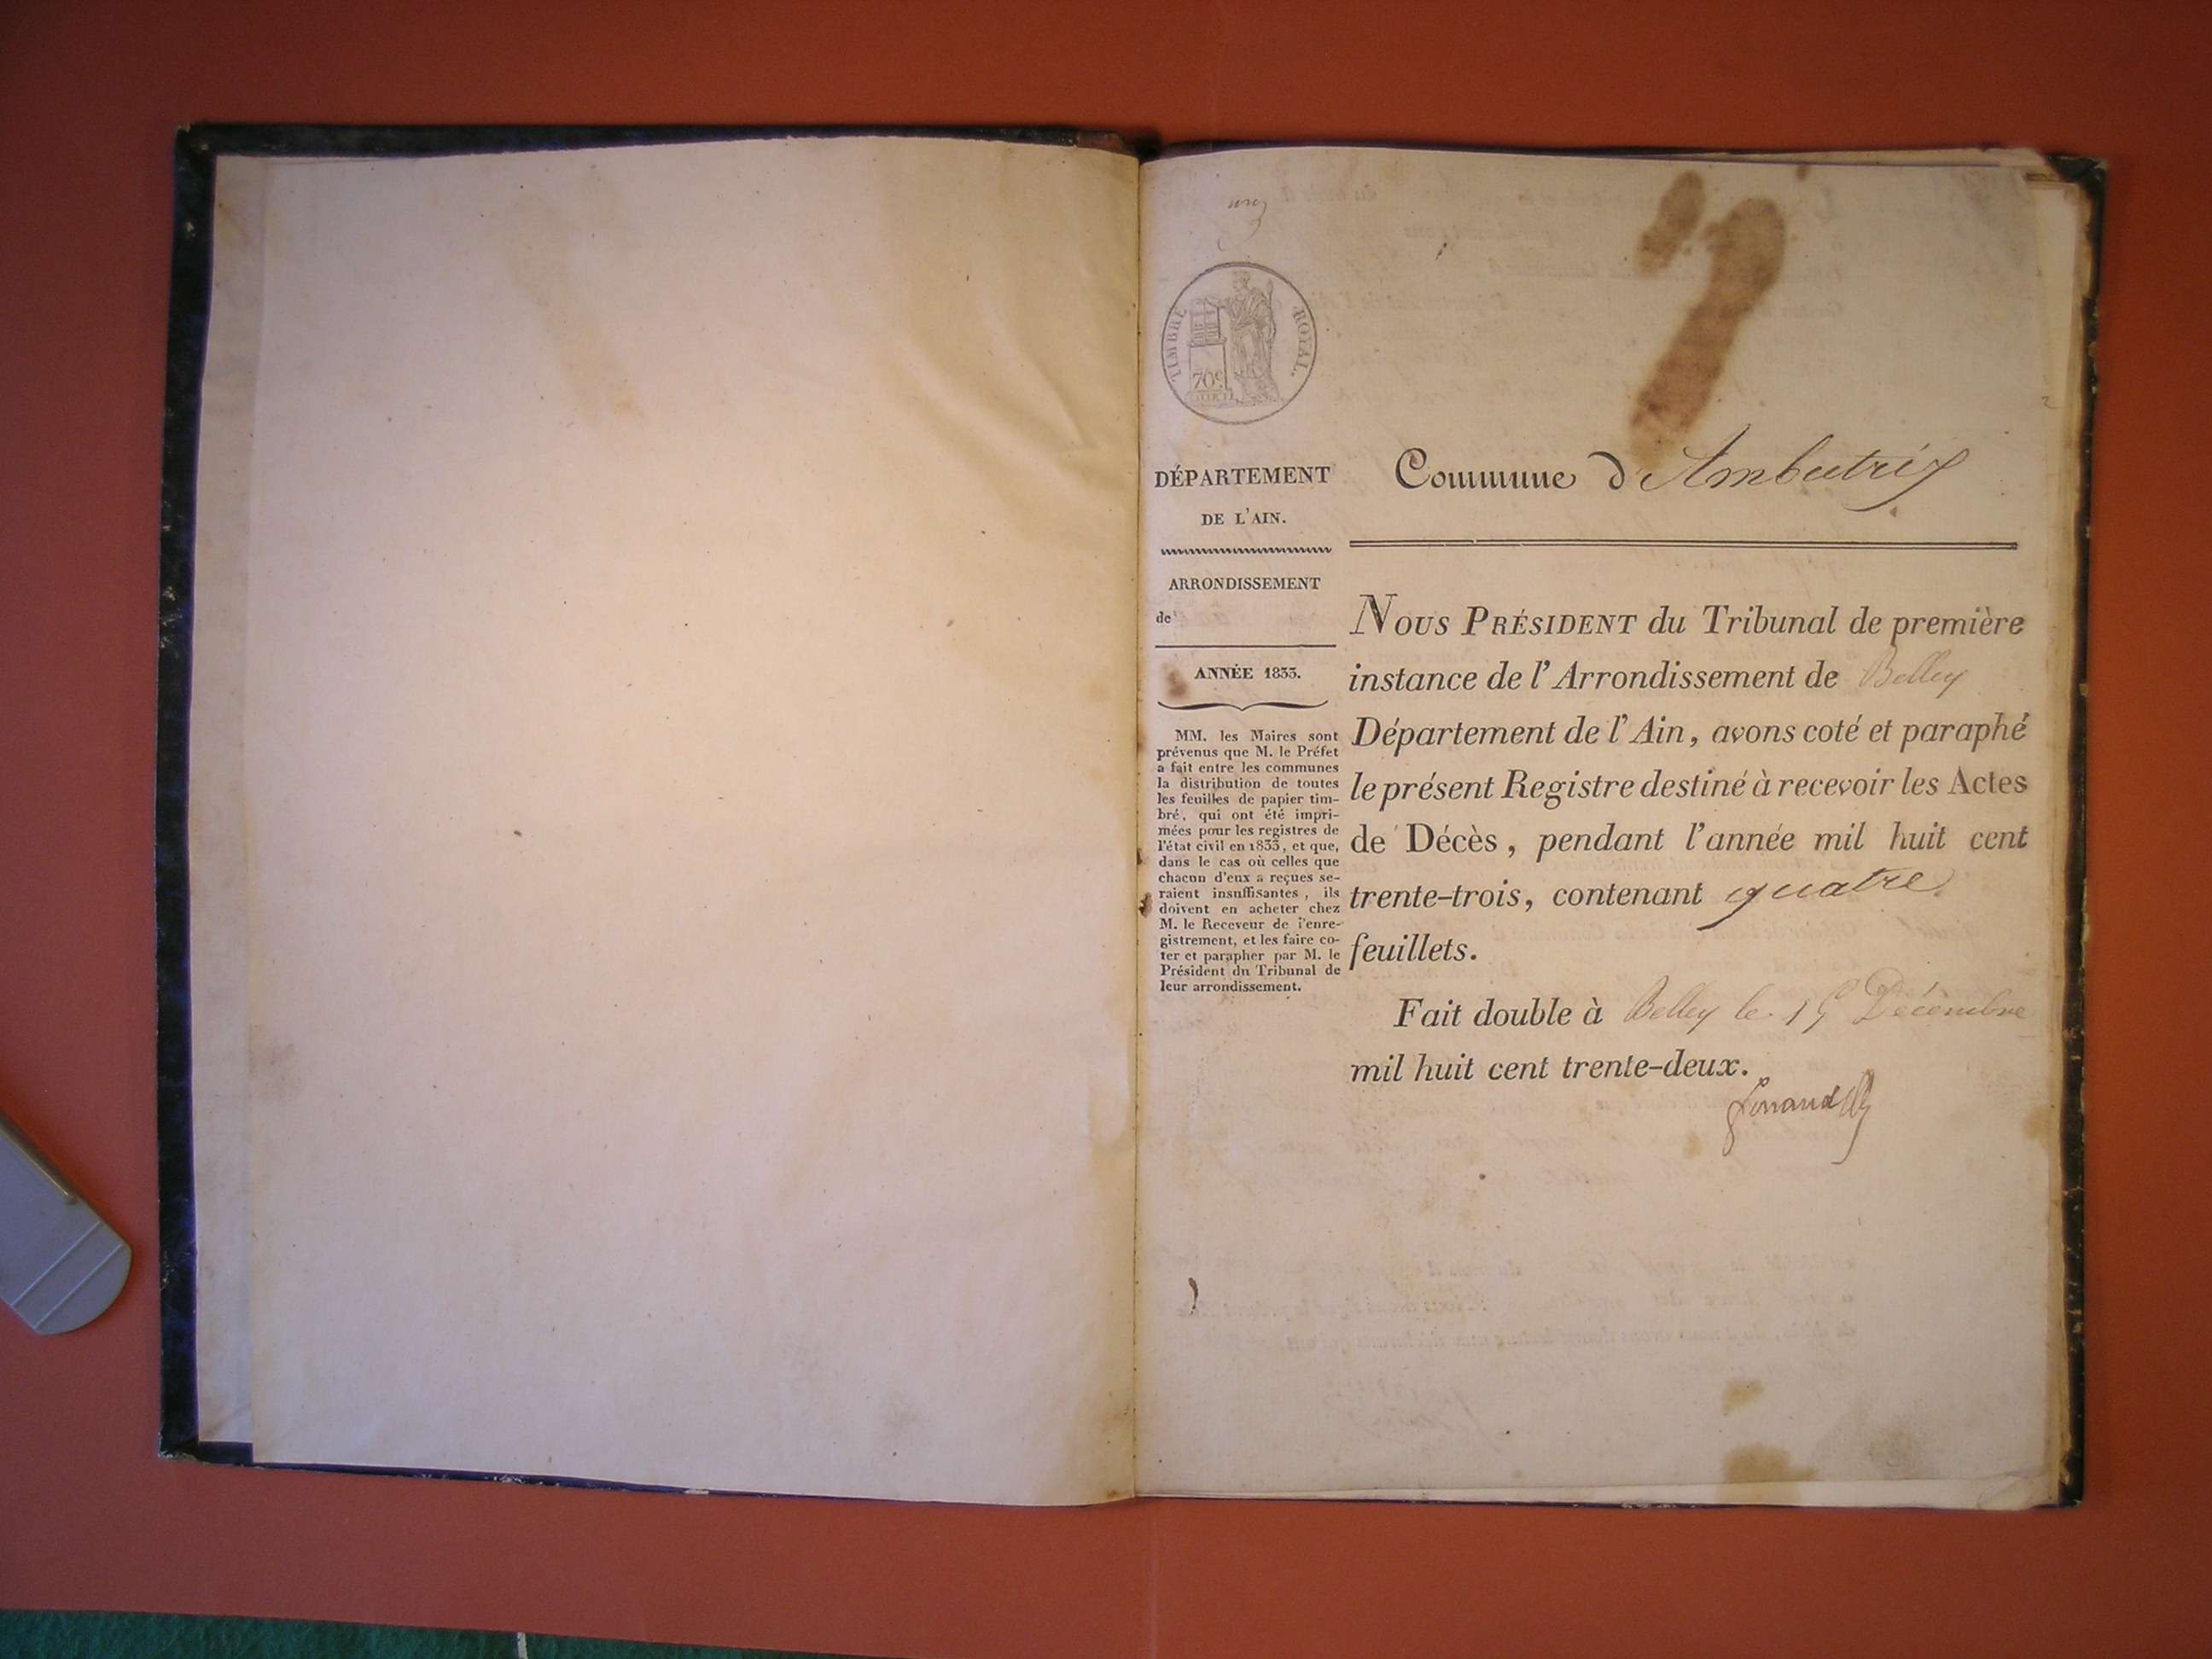 TIMBRE ROYAL.
70c
DÉPARTEMENT
DE L'AIN.
ARRONDISSEMENT
de
ANNÉE 1833.
MM. les Maires sont
prévenus que M. le Préfet
a fait entre les communes
la distribution de toutes
les feuilles de papier tim-
bré, qui ont été impri-
mées pour les registres de
l'état civil en 1833, et que,
dans le cas où celles que
chacun d'eux a reçues se-
raient insuffisantes, ils
doivent en acheter chez
M. le Receveur de l'enre-
gistrement, et les faire co-
ter et parapher par M. le
Président du Tribunal de
leur arrondissement.
Commune d'Ambutrix
NOUS PRÉSIDENT du Tribunal de première
instance de l'Arrondissement de Belley
Département de l'Ain, avons coté et paraphé
le présent Registre destiné à recevoir les Actes
de Décès, pendant l'année mil huit cent
trente-trois, contenant quatre
feuillets.
Fait double à Belley le 15 Décembre
mil huit cent trente-deux.